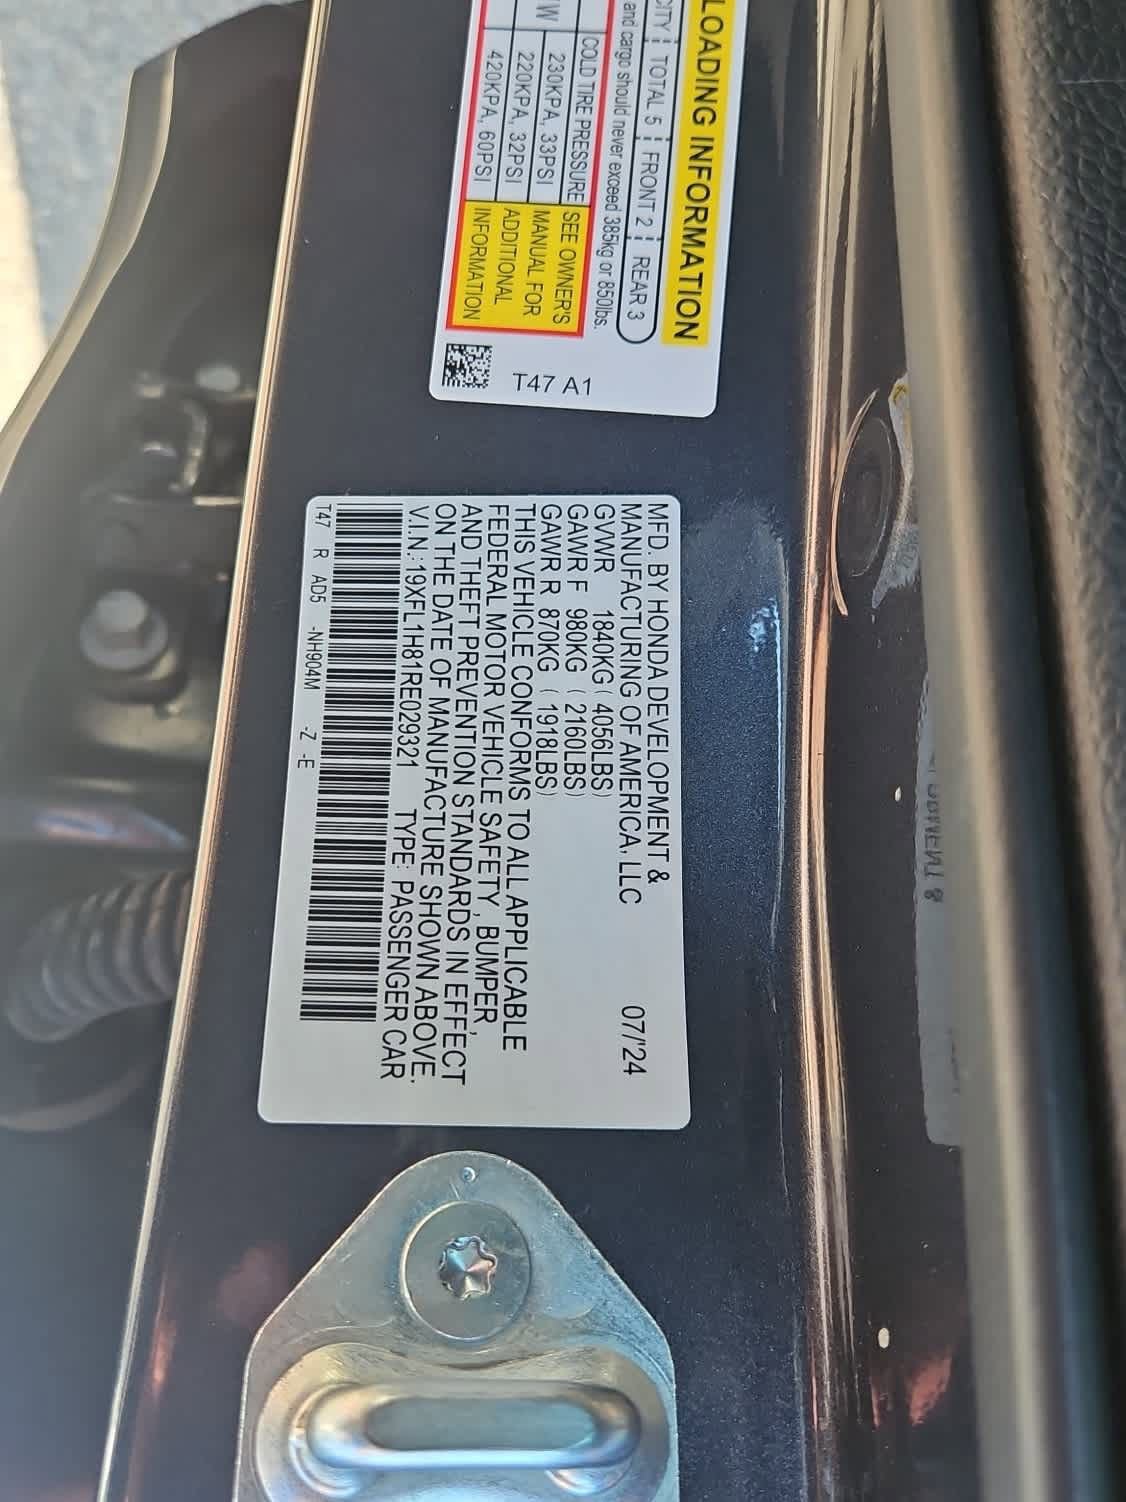 LOADING INFORMATION
CITY TOTAL 5 FRONT 2 REAR 3
and cargo should never exceed 385kg or 850lbs.
COLD TIRE PRESSURE
230KPA, 33PSI
220KPA, 32PSI
420KPA, 60PSI
SEE OWNER'S
MANUAL FOR
ADDITIONAL
INFORMATION
T47 A1
MFD. BY HONDA DEVELOPMENT &
MANUFACTURING OF AMERICA, LLC 07/'24
GVWR 1840KG ( 4056LBS)
GAWR F 980KG ( 2160LBS)
GAWR R 870KG ( 1918LBS)
THIS VEHICLE CONFORMS TO ALL APPLICABLE
FEDERAL MOTOR VEHICLE SAFETY , BUMPER ,
AND THEFT PREVENTION STANDARDS IN EFFECT
ON THE DATE OF MANUFACTURE SHOWN ABOVE.
V.I.N.:19XFL1H81RE029321 TYPE: PASSENGER CAR
T47 R AD5 -NH904M -Z -E